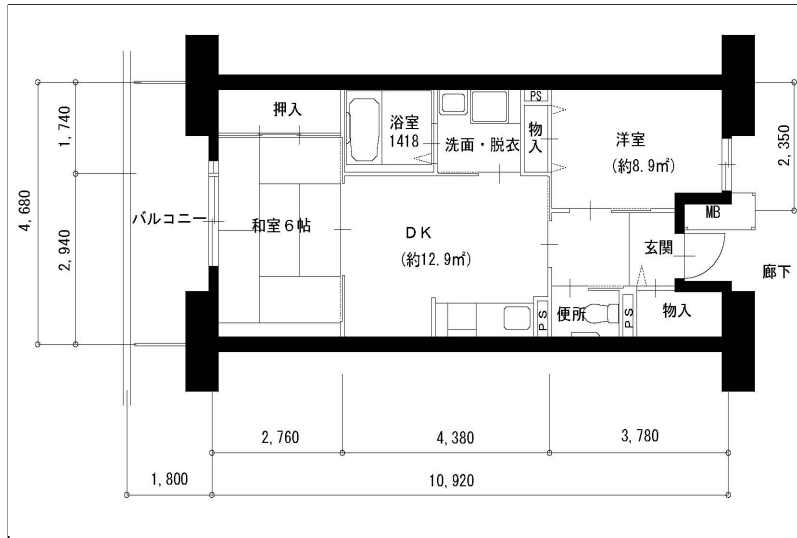 押入
浴室
1418
洗面・脱衣
PS
物入
洋室
(約8.9㎡)
1,740
2,350
4,680
2,940
バルコニー
和室6帖
DK
(約12.9㎡)
MB
玄関
廊下
PS
便所
PS
物入
2,760
4,380
3,780
1,800
10,920